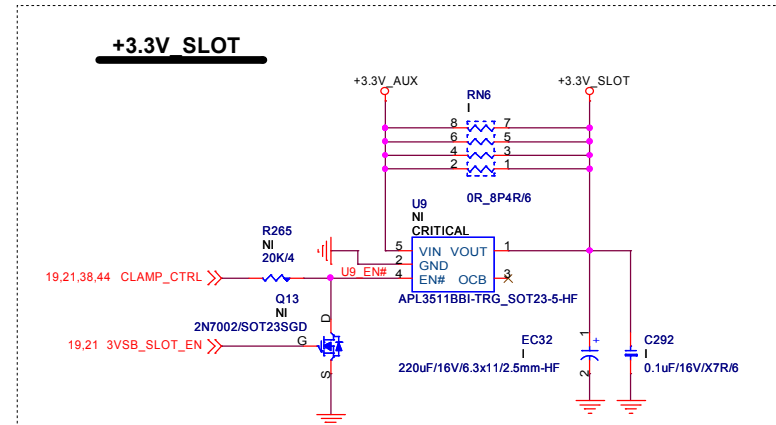 +3.3V_SLOT
+3.3V_AUX
+3.3V_SLOT
RN6
I
8 7
6 5
4 3
2 1
0R_8P4R/6
U9
NI
CRITICAL
5 VIN VOUT 1
2 GND
4 EN# OCB 3
U9_EN#
APL3511BBI-TRG_SOT23-5-HF
R265
NI
20K/4
19,21,38,44 CLAMP_CTRL
Q13
NI
2N7002/SOT23SGD
D
G
S
19,21 3VSB_SLOT_EN
EC32
I
220uF/16V/6.3x11/2.5mm-HF
1
+
2
C292
I
0.1uF/16V/X7R/6